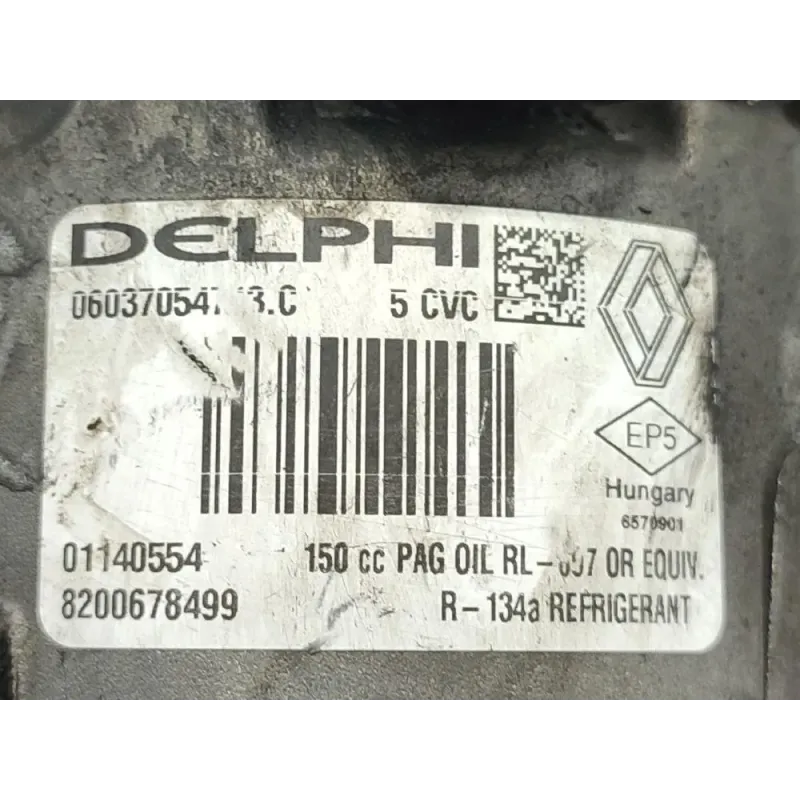 DELPHI
5 CVC
EP5
Hungary
6570901
01140554
150 cc PAG OIL OR EQUIV.
8200678499
R-134a REFRIGERANT